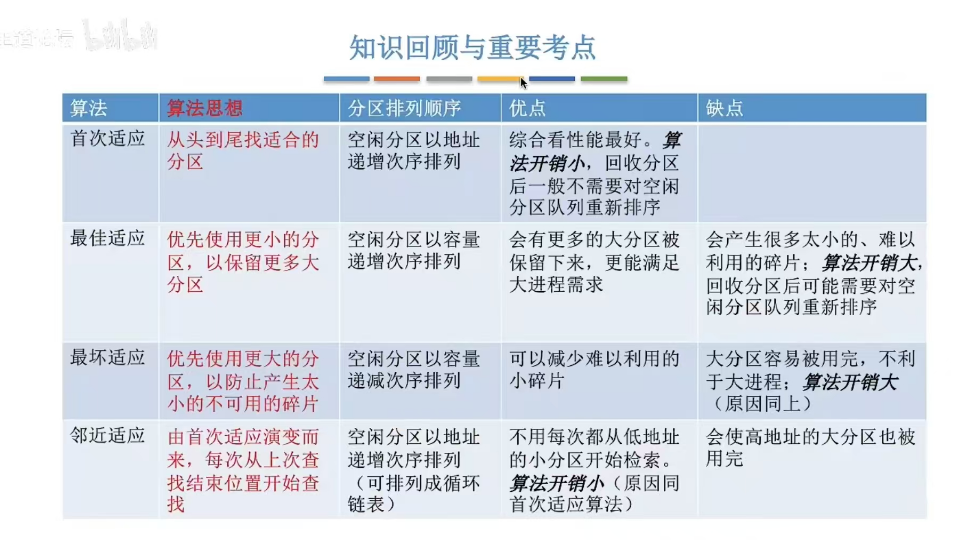 知识回顾与重要考点
算法 算法思想 分区排列顺序 优点 缺点
首次适应
从头到尾找适合的
分区
空闲分区以地址
递增次序排列
综合看性能最好。算
法开销小，回收分区
后一般不需要对空闲
分区队列重新排序
最佳适应
优先使用更小的分
区，以保留更多大
分区
空闲分区以容量
递增次序排列
会有更多的大分区被
保留下来，更能满足
大进程需求
会产生很多太小的、难以
利用的碎片；算法开销大，
回收分区后可能需要对空
闲分区队列重新排序
最坏适应
优先使用更大的分
区，以防止产生太
小的不可用的碎片
空闲分区以容量
递减次序排列
可以减少难以利用的
小碎片
大分区容易被用完，不利
于大进程；算法开销大
（原因同上）
邻近适应
由首次适应演变而
来，每次从上次查
找结束位置开始查
找
空闲分区以地址
递增次序排列
（可排列成循环
链表）
不用每次都从低地址
的小分区开始检索。
算法开销小（原因同
首次适应算法）
会使高地址的大分区也被
用完